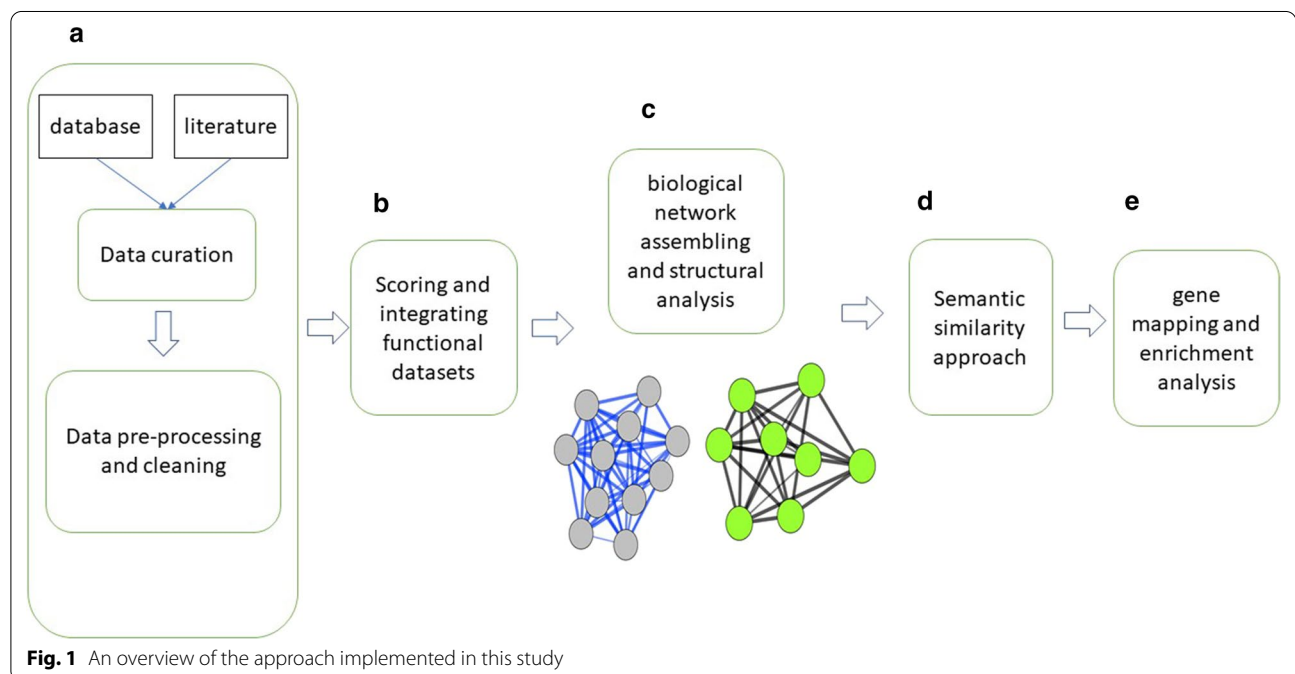 a
database
literature
Data curation
Data pre-processing
and cleaning
b
Scoring and
integrating
functional
datasets
c
biological
network
assembling
and structural
analysis
d
Semantic
similarity
approach
e
gene
mapping and
enrichment
analysis
Fig. 1 An overview of the approach implemented in this study